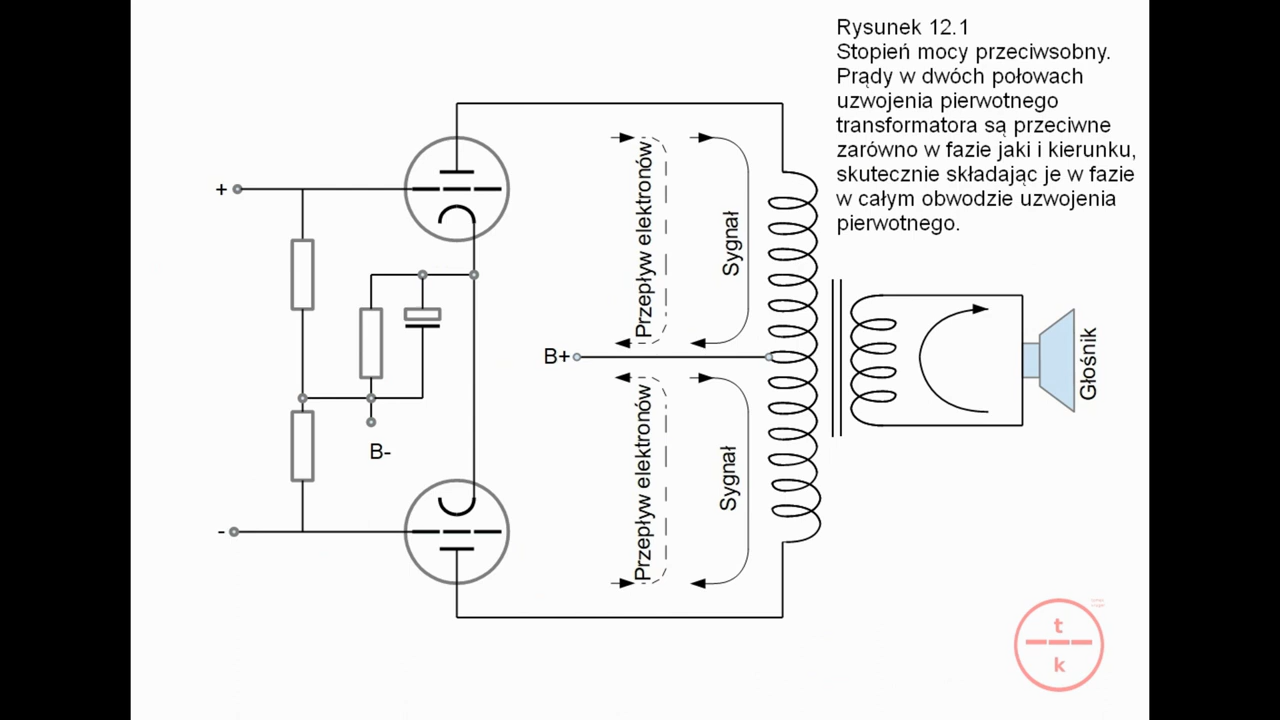 Rysunek 12.1
Stopień mocy przeciwsobny.
Prądy w dwóch połowach
uzwojenia pierwotnego
transformatora są przeciwne
zarówno w fazie jaki i kierunku,
skutecznie składając je w fazie
w całym obwodzie uzwojenia
pierwotnego.
+
Przepływ elektronów
Sygnał
B+
Głośnik
B-
Przepływ elektronów
Sygnał
-
t
k